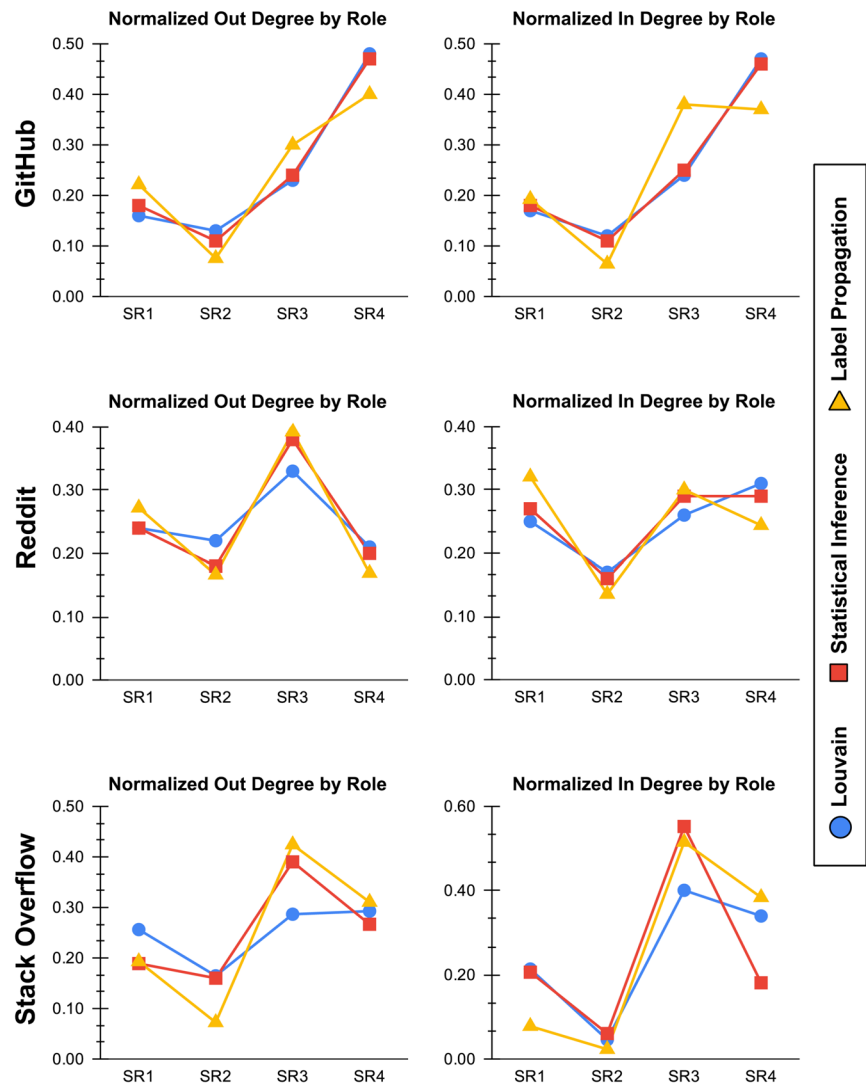 Normalized Out Degree by Role
Normalized In Degree by Role
GitHub
0.50
0.40
0.30
0.20
0.10
0.00
SR1 SR2 SR3 SR4
0.50
0.40
0.30
0.20
0.10
0.00
SR1 SR2 SR3 SR4
Normalized Out Degree by Role
Normalized In Degree by Role
Reddit
0.40
0.30
0.20
0.10
0.00
SR1 SR2 SR3 SR4
0.40
0.30
0.20
0.10
0.00
SR1 SR2 SR3 SR4
Normalized Out Degree by Role
Normalized In Degree by Role
Stack Overflow
0.50
0.40
0.30
0.20
0.10
0.00
SR1 SR2 SR3 SR4
0.60
0.40
0.20
0.00
SR1 SR2 SR3 SR4
Louvain
Statistical Inference
Label Propagation